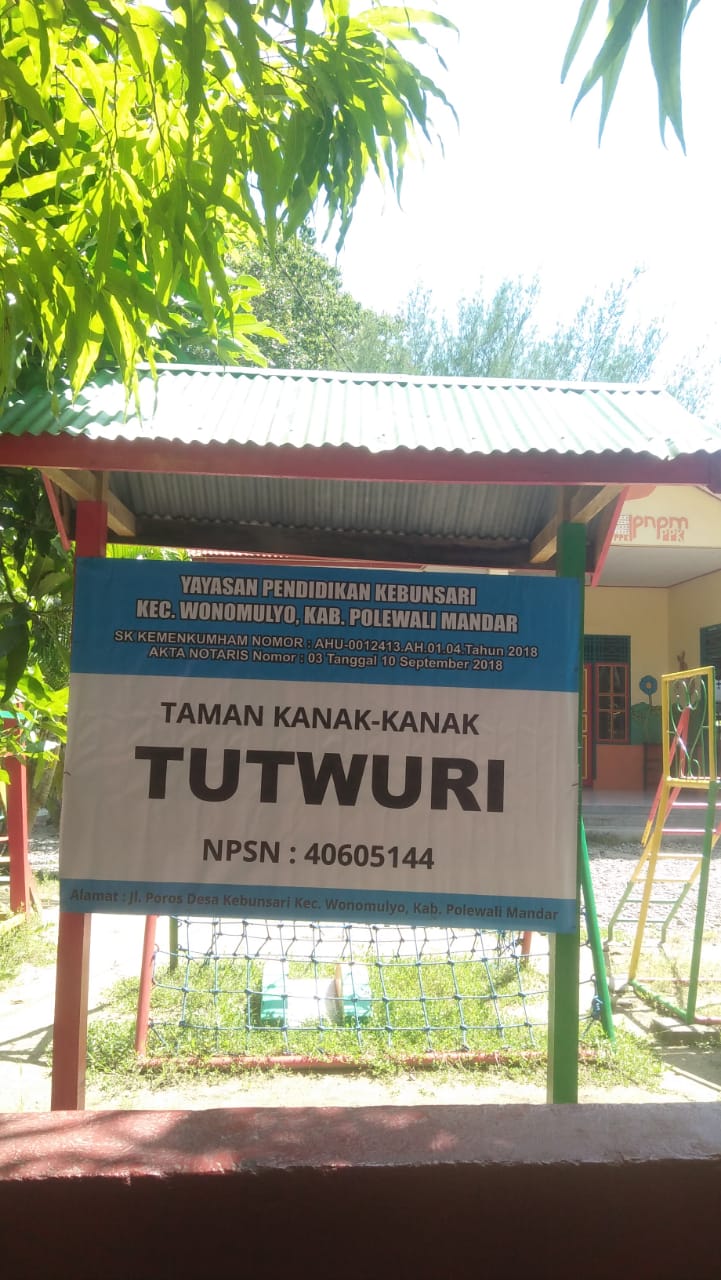 YAYASAN PENDIDIKAN KEBUNSARI
KEC. WONOMULYO, KAB. POLEWALI MANDAR
SK KEMENKUMHAM NOMOR : AHU-0012413.AH.01.04.Tahun 2018
AKTA NOTARIS Nomor : 03 Tanggal 10 September 2018
TAMAN KANAK-KANAK
TUTWURI
NPSN : 40605144
Alamat : Jl. Poros Desa Kebunsari Kec. Wonomulyo, Kab. Polewali Mandar
pnpm
PPK PPK